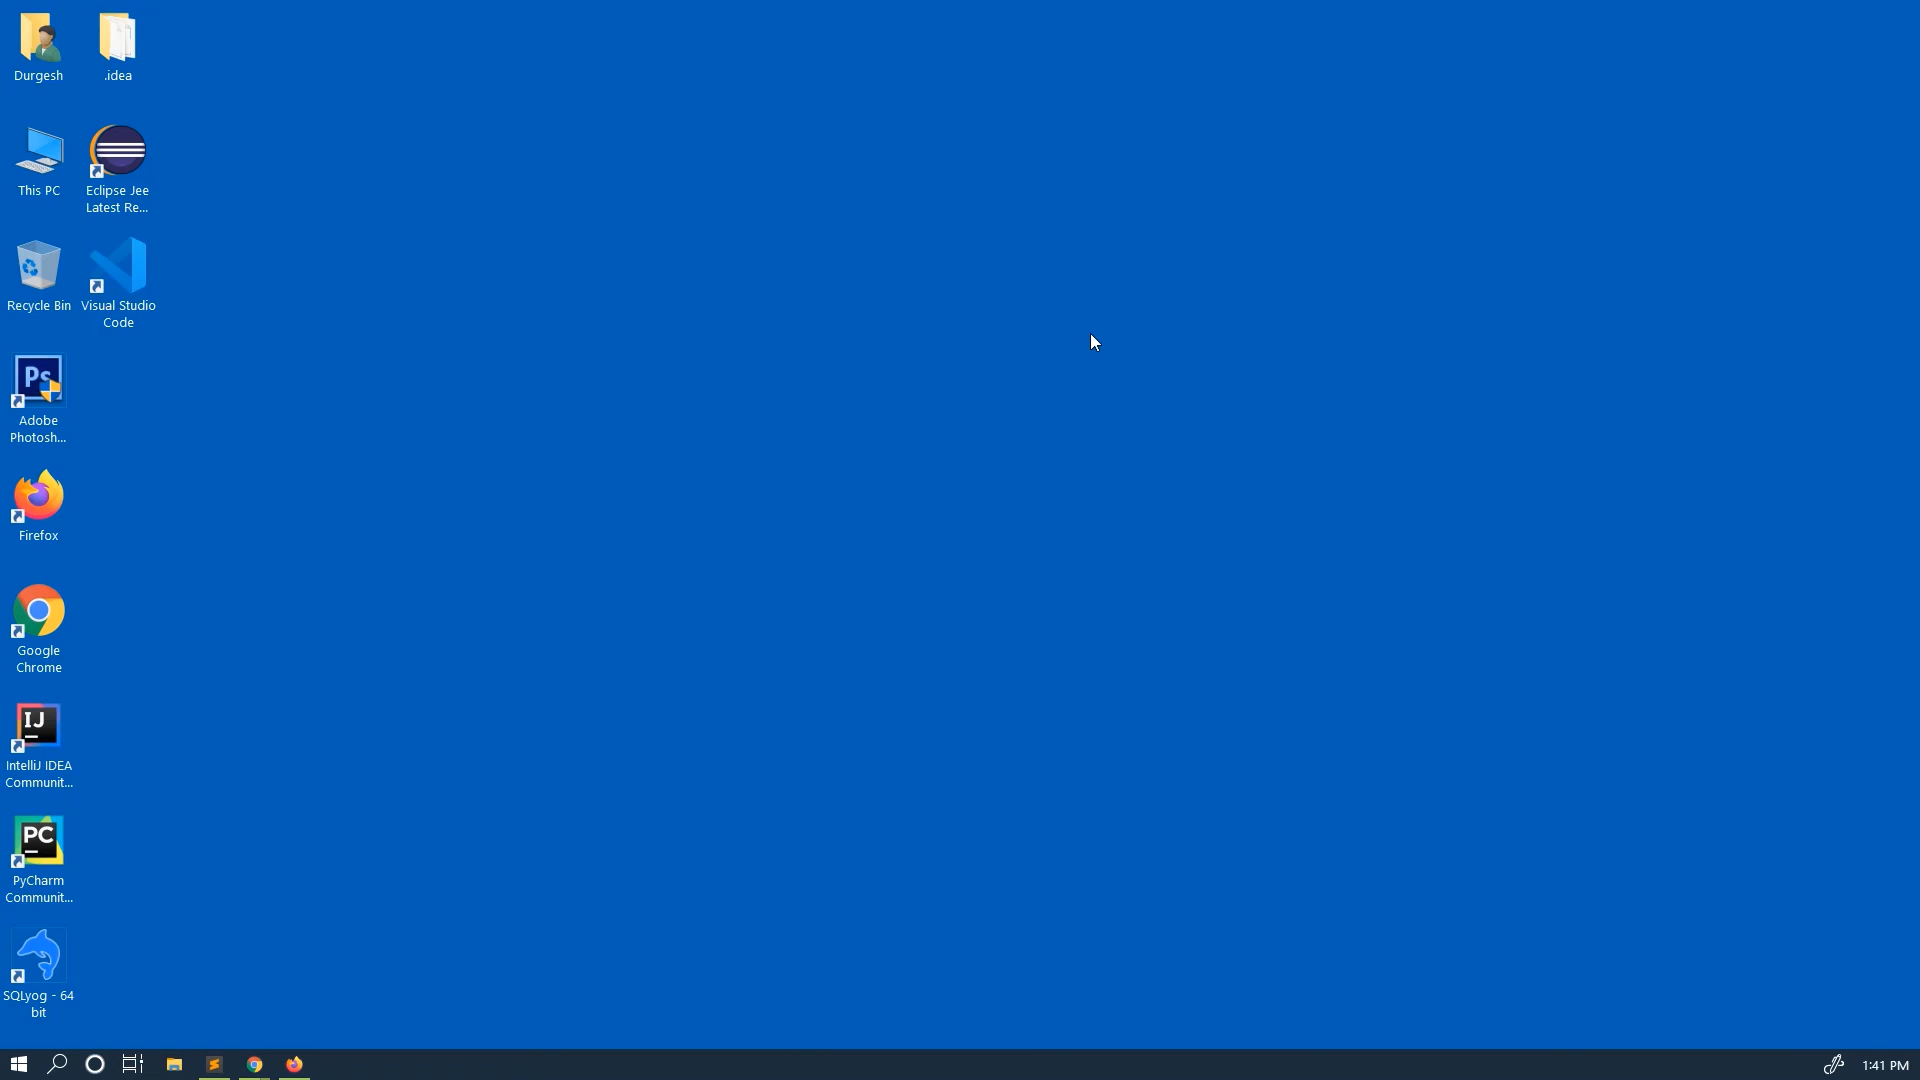 Durgesh
.idea
This PC
Eclipse Jee
Latest Re...
Recycle Bin
Visual Studio
Code
Ps
Adobe
Photosh...
Firefox
Google
Chrome
IJ
IntelliJ IDEA
Communit...
PC
PyCharm
Communit...
SQLyog - 64
bit
1:41 PM